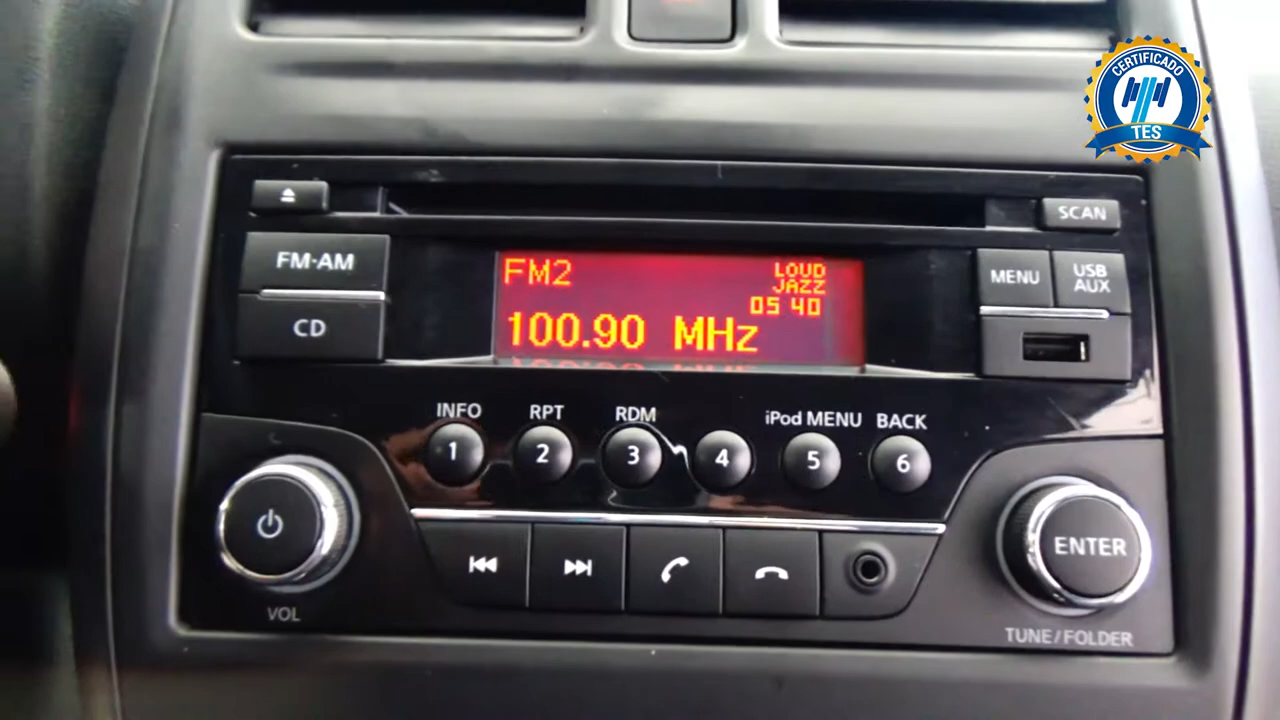 CERTIFICADO
TES
SCAN
FM·AM
CD
FM2
LOUD
JAZZ
05 40
100.90 MHz
MENU
USB
AUX
INFO
RPT
RDM
iPod MENU
BACK
1
2
3
4
5
6
VOL
ENTER
TUNE/FOLDER